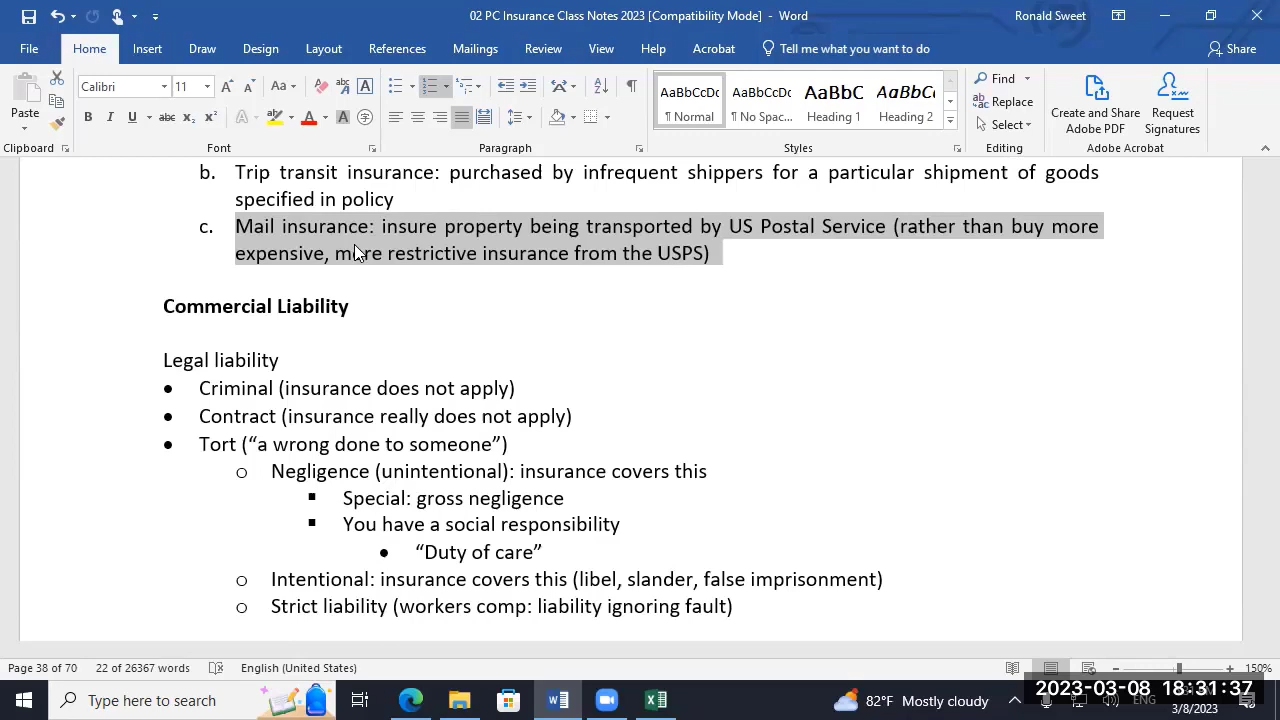 02 PC Insurance Class Notes 2023 [Compatibility Mode] - Word
Ronald Sweet
File Home Insert Draw Design Layout References Mailings Review View Help Acrobat Tell me what you want to do Share
Paste
Calibri 11
Aa
AaBbCcDc AaBbCcDc AaBbC AaBbC
¶ Normal ¶ No Spac... Heading 1 Heading 2
Find
Replace
Select
Create and Share Adobe PDF
Request Signatures
Clipboard Font Paragraph Styles Editing Adobe Acrobat
b. Trip transit insurance: purchased by infrequent shippers for a particular shipment of goods
specified in policy
c. Mail insurance: insure property being transported by US Postal Service (rather than buy more
expensive, more restrictive insurance from the USPS)
Commercial Liability
Legal liability
• Criminal (insurance does not apply)
• Contract (insurance really does not apply)
• Tort (“a wrong done to someone”)
o Negligence (unintentional): insurance covers this
▪ Special: gross negligence
▪ You have a social responsibility
• “Duty of care”
o Intentional: insurance covers this (libel, slander, false imprisonment)
o Strict liability (workers comp: liability ignoring fault)
Page 38 of 70 22 of 26367 words English (United States) 150%
Type here to search
82°F Mostly cloudy
ENG
2023-03-08 18:31:37
3/8/2023